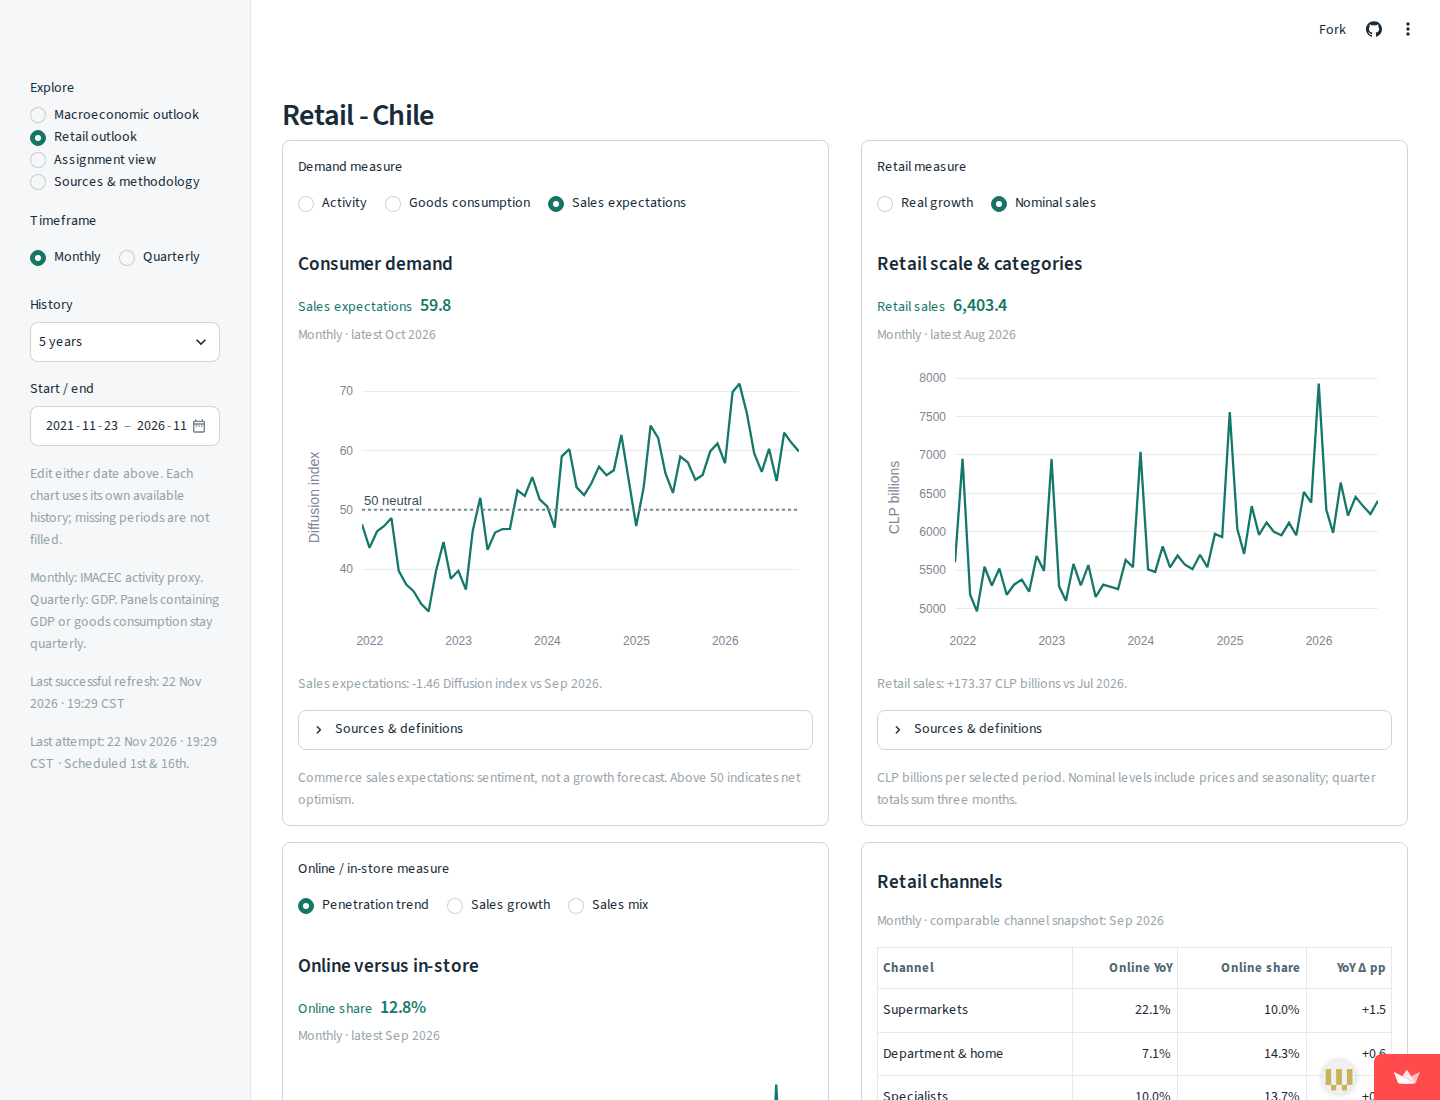 Fork
Explore
Macroeconomic outlook
Retail outlook
Assignment view
Sources & methodology
Timeframe
Monthly
Quarterly
History
5 years
Start / end
2021-11-23 – 2026-11
Edit either date above. Each
chart uses its own available
history; missing periods are not
filled.
Monthly: IMACEC activity proxy.
Quarterly: GDP. Panels containing
GDP or goods consumption stay
quarterly.
Last successful refresh: 22 Nov
2026 · 19:29 CST
Last attempt: 22 Nov 2026 · 19:29
CST · Scheduled 1st & 16th.
Retail - Chile
Demand measure
Activity
Goods consumption
Sales expectations
Consumer demand
Sales expectations 59.8
Monthly · latest Oct 2026
Diffusion index
70
60
50
40
50 neutral
2022 2023 2024 2025 2026
Sales expectations: -1.46 Diffusion index vs Sep 2026.
Sources & definitions
Commerce sales expectations: sentiment, not a growth forecast. Above 50 indicates net
optimism.
Retail measure
Real growth
Nominal sales
Retail scale & categories
Retail sales 6,403.4
Monthly · latest Aug 2026
CLP billions
8000
7500
7000
6500
6000
5500
5000
2022 2023 2024 2025 2026
Retail sales: +173.37 CLP billions vs Jul 2026.
Sources & definitions
CLP billions per selected period. Nominal levels include prices and seasonality; quarter
totals sum three months.
Online / in-store measure
Penetration trend
Sales growth
Sales mix
Online versus in-store
Online share 12.8%
Monthly · latest Sep 2026
Retail channels
Monthly · comparable channel snapshot: Sep 2026
Channel Online YoY Online share YoY Δ pp
Supermarkets 22.1% 10.0% +1.5
Department & home 7.1% 14.3% +0.6
Specialists 10.0% 13.7%